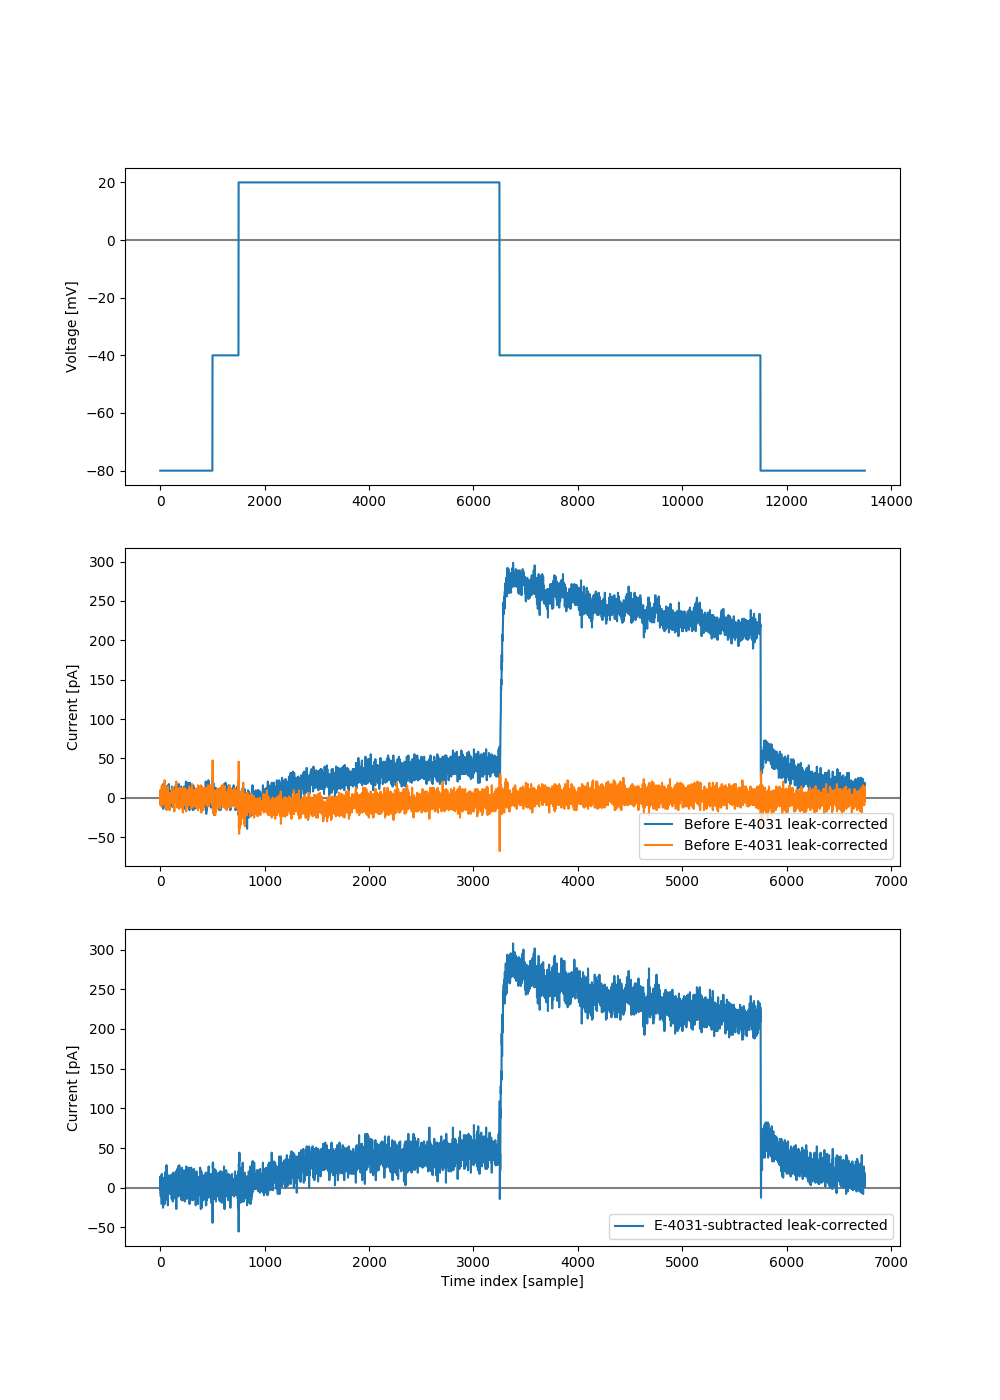 Voltage [mV]
20
0
−20
−40
−60
−80
0 2000 4000 6000 8000 10000 12000 14000
Current [pA]
300
250
200
150
100
50
0
−50
Before E-4031 leak-corrected
Before E-4031 leak-corrected
0 1000 2000 3000 4000 5000 6000 7000
Current [pA]
300
250
200
150
100
50
0
−50
E-4031-subtracted leak-corrected
0 1000 2000 3000 4000 5000 6000 7000
Time index [sample]